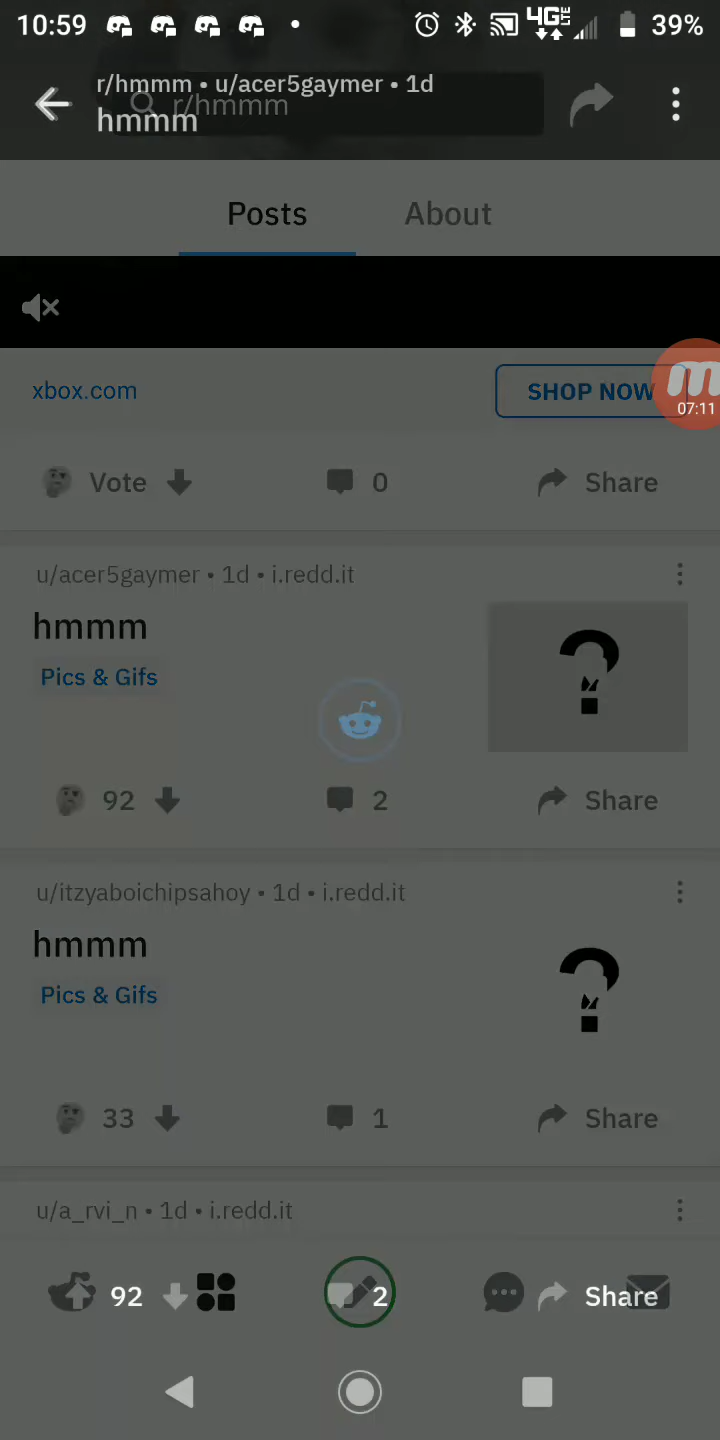 10:59
4G LTE
39%
r/hmmm • u/acer5gaymer • 1d
r/hmmm
hmmm
Posts
About
xbox.com
SHOP NOW
m
07:11
Vote
0
Share
u/acer5gaymer • 1d • i.redd.it
hmmm
?
Pics & Gifs
92
2
Share
u/itzyaboichipsahoy • 1d • i.redd.it
hmmm
?
Pics & Gifs
33
1
Share
u/a_rvi_n • 1d • i.redd.it
92
2
Share